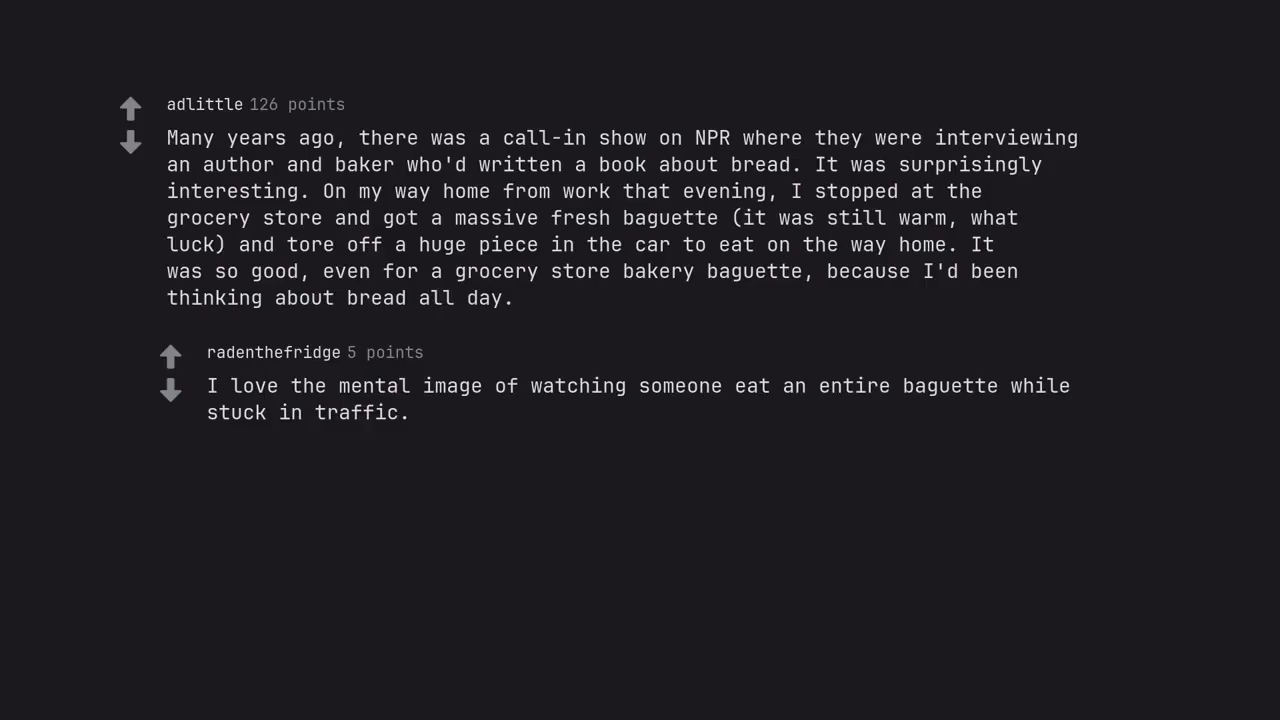 adlittle 126 points
Many years ago, there was a call-in show on NPR where they were interviewing
an author and baker who'd written a book about bread. It was surprisingly
interesting. On my way home from work that evening, I stopped at the
grocery store and got a massive fresh baguette (it was still warm, what
luck) and tore off a huge piece in the car to eat on the way home. It
was so good, even for a grocery store bakery baguette, because I'd been
thinking about bread all day.
radenthefridge 5 points
I love the mental image of watching someone eat an entire baguette while
stuck in traffic.